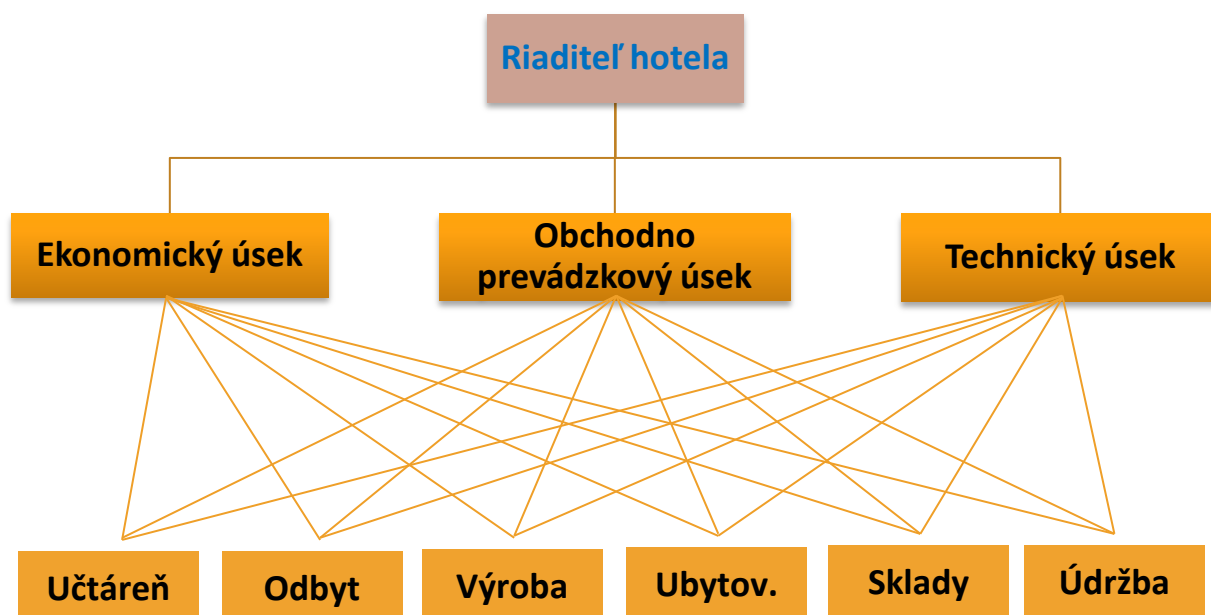 Riaditeľ hotela
Ekonomický úsek
Obchodno
prevádzkový úsek
Technický úsek
Učtáreň
Odbyt
Výroba
Ubytov.
Sklady
Údržba